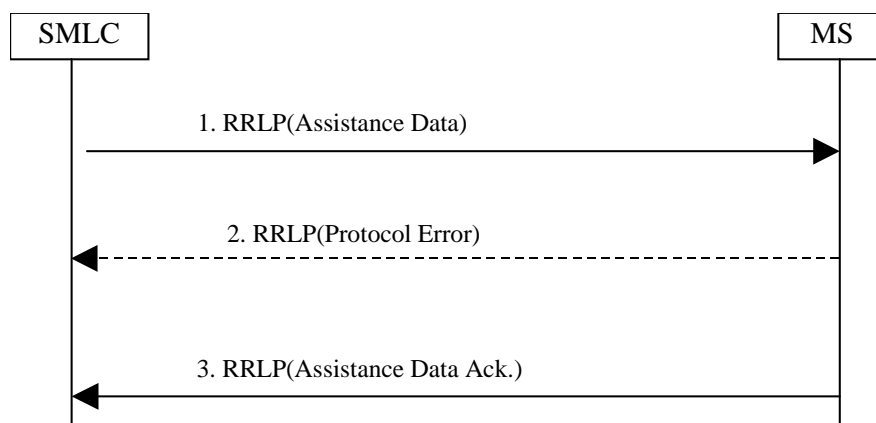 SMLC
MS
1. RRLP(Assistance Data)
2. RRLP(Protocol Error)
3. RRLP(Assistance Data Ack.)